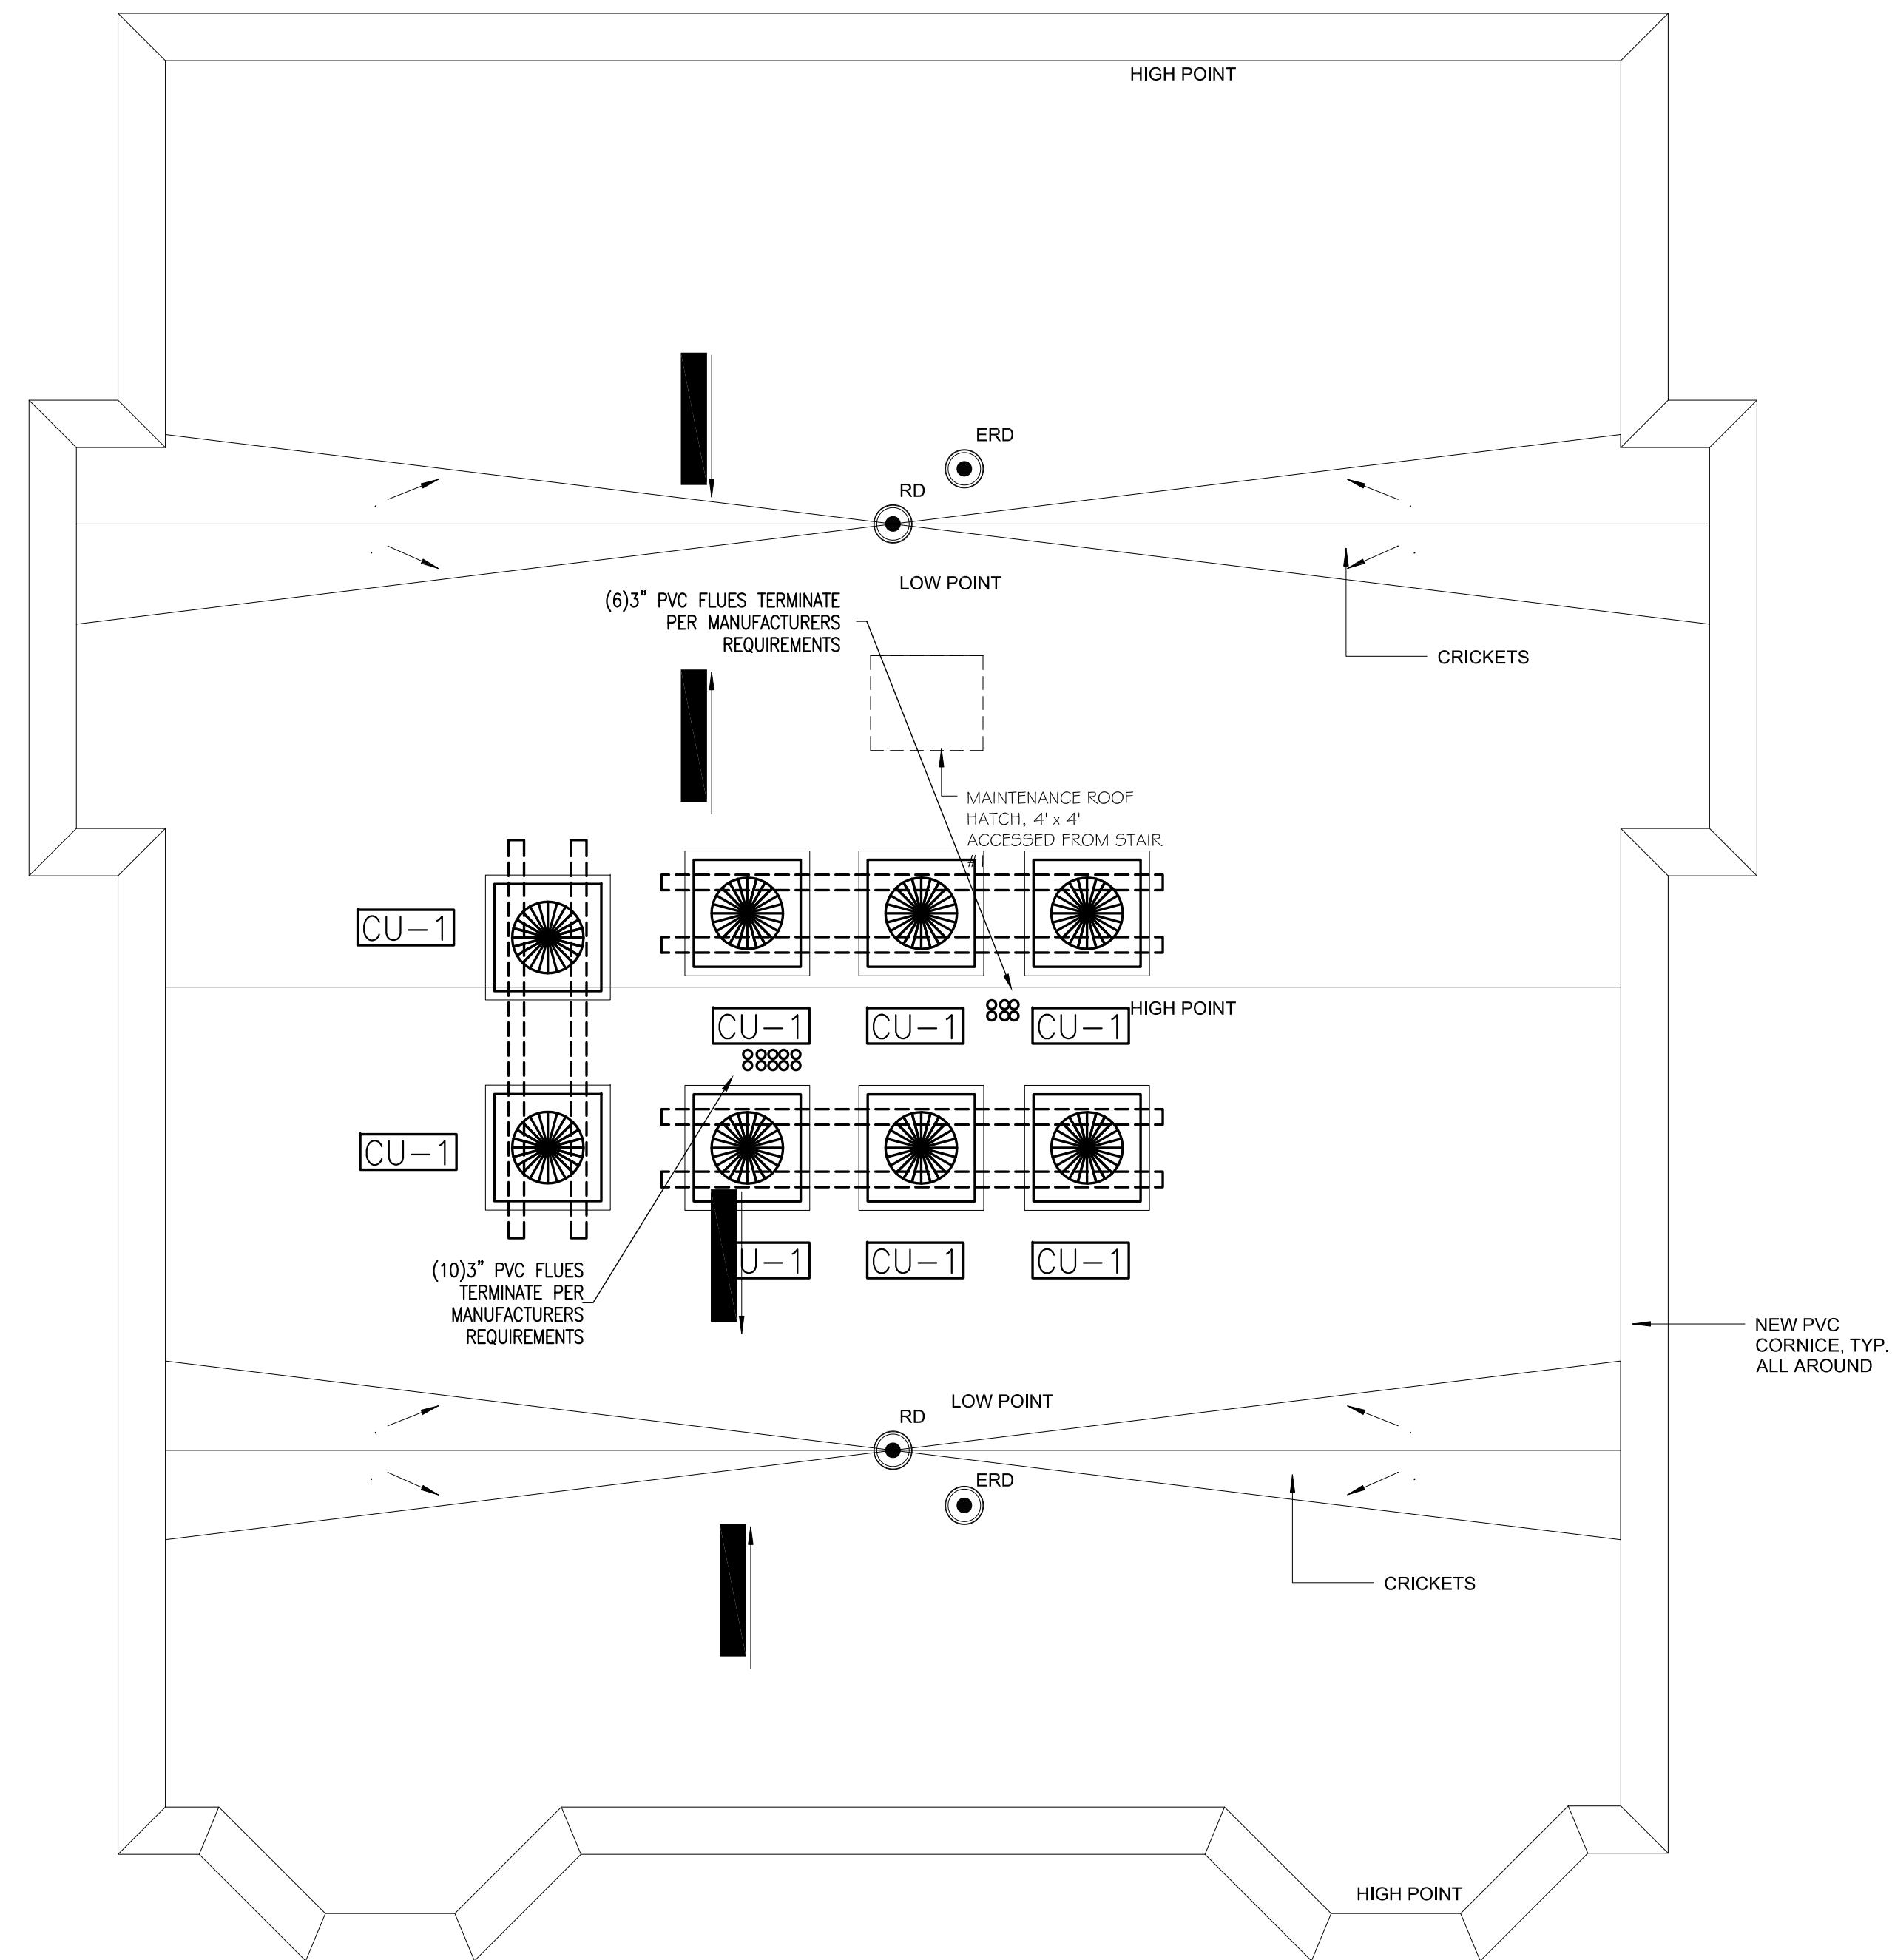 HIGH POINT
ERD
RD
LOW POINT
(6)3" PVC FLUES TERMINATE
PER MANUFACTURERS
REQUIREMENTS
CRICKETS
MAINTENANCE ROOF
HATCH, 4' x 4'
ACCESSED FROM STAIR
#1
CU-1
CU-1
CU-1
CU-1
HIGH POINT
CU-1
U-1
CU-1
CU-1
(10)3" PVC FLUES
TERMINATE PER
MANUFACTURERS
REQUIREMENTS
NEW PVC
CORNICE, TYP.
ALL AROUND
LOW POINT
RD
ERD
CRICKETS
HIGH POINT